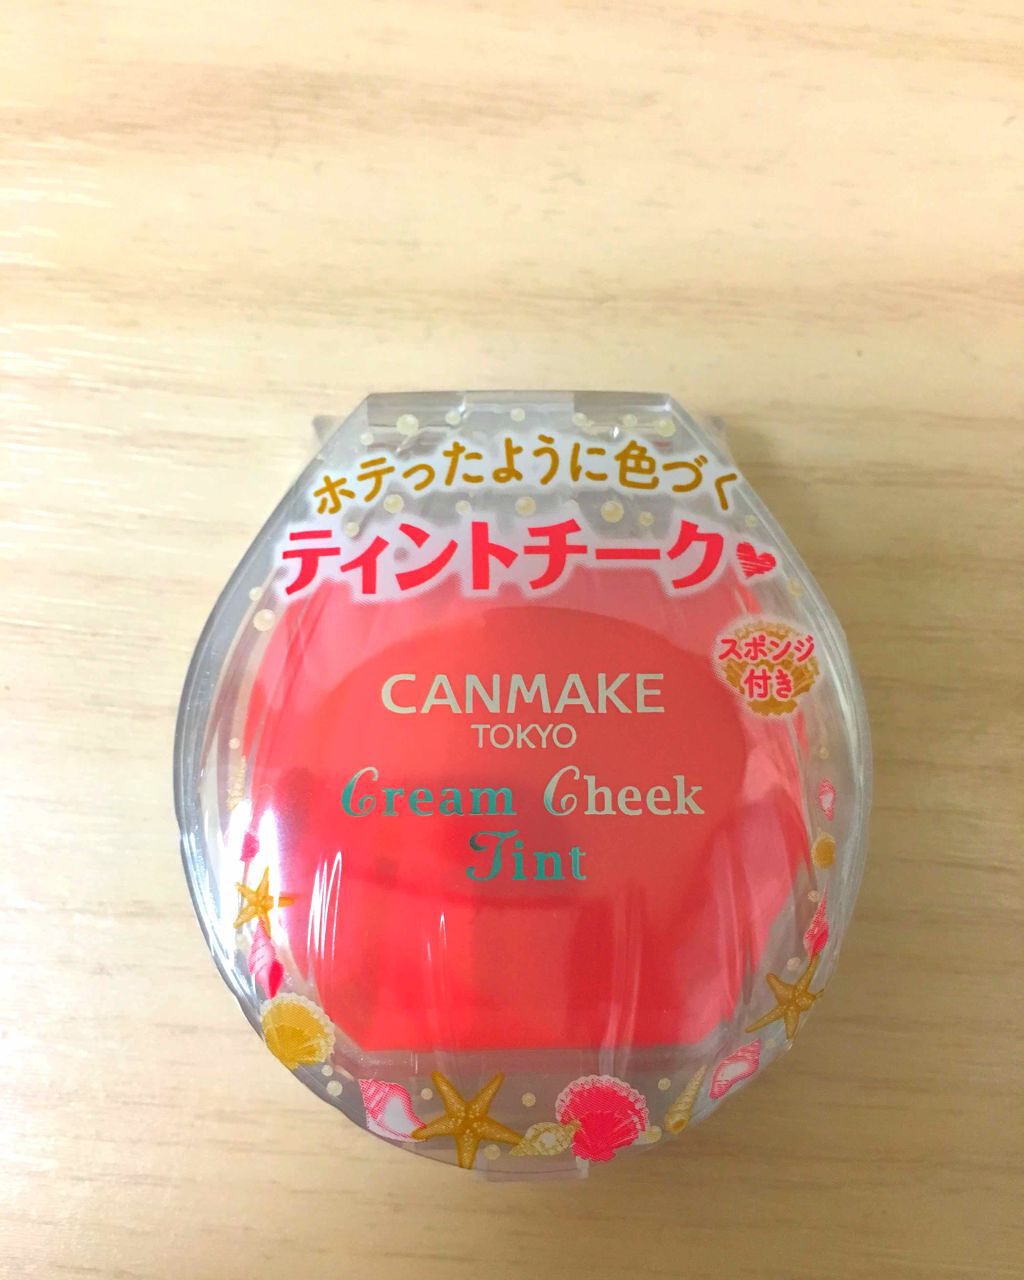 ホテったように色づく
ティントチーク♥
スポンジ
付き
CANMAKE
TOKYO
Cream Cheek
Tint